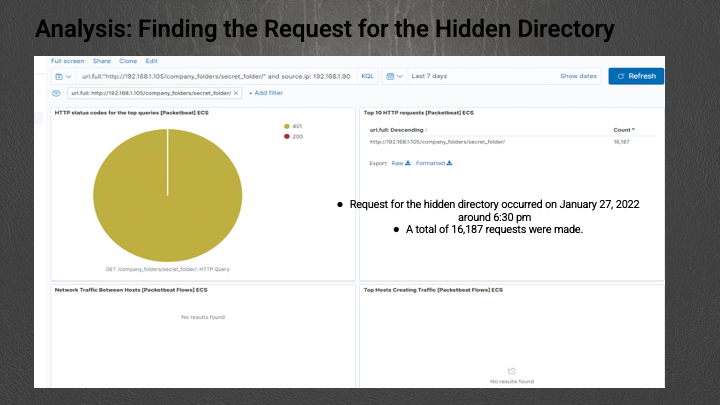 Analysis: Finding the Request for the Hidden Directory
Full screen Share Clone Edit
url.full:"http://192.168.1.105/company_folders/secret_folder/" and source.ip: 192.168.1.90 KQL Last 7 days Show dates Refresh
url.full: http://192.168.1.105/company_folders/secret_folder/ × + Add filter
HTTP status codes for the top queries [Packetbeat] ECS
401
200
GET /company_folders/secret_folder/: HTTP Query
Top 10 HTTP requests [Packetbeat] ECS
url.full: Descending Count
http://192.168.1.105/company_folders/secret_folder/ 16,187
Export: Raw Formatted
● Request for the hidden directory occurred on January 27, 2022
around 6:30 pm
● A total of 16,187 requests were made.
Network Traffic Between Hosts [Packetbeat Flows] ECS
No results found
Top Hosts Creating Traffic [Packetbeat Flows] ECS
No results found